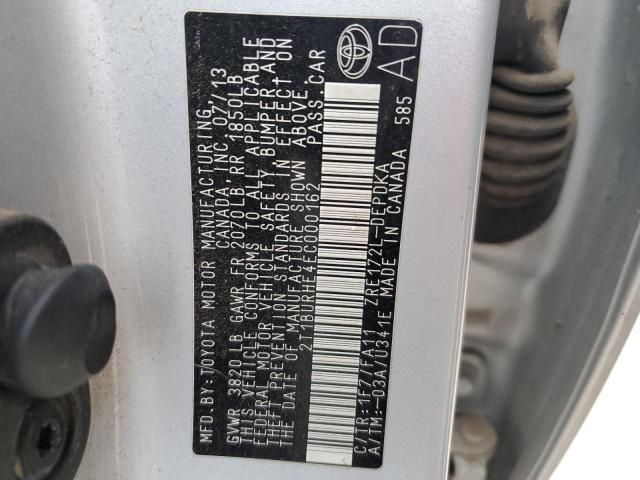 MFD.BY:TOYOTA MOTOR MANUFACTURING,
CANADA, INC. 07/13
GVWR 3820 LB GAWR FR 2070LB RR 1850LB
THIS VEHICLE CONFORMS TO ALL APPLICABLE
FEDERAL MOTOR VEHICLE SAFETY, BUMPER, AND
THEFT PREVENTION STANDARDS IN EFFECT ON
THE DATE OF MANUFACTURE SHOWN ABOVE.
2T1BURHE4EC000162 PASS. CAR
C/TR:1F7 /FA11 ZRE172L-DEPDKA
A/TM:-03A/U341E MADE IN CANADA 585
AD